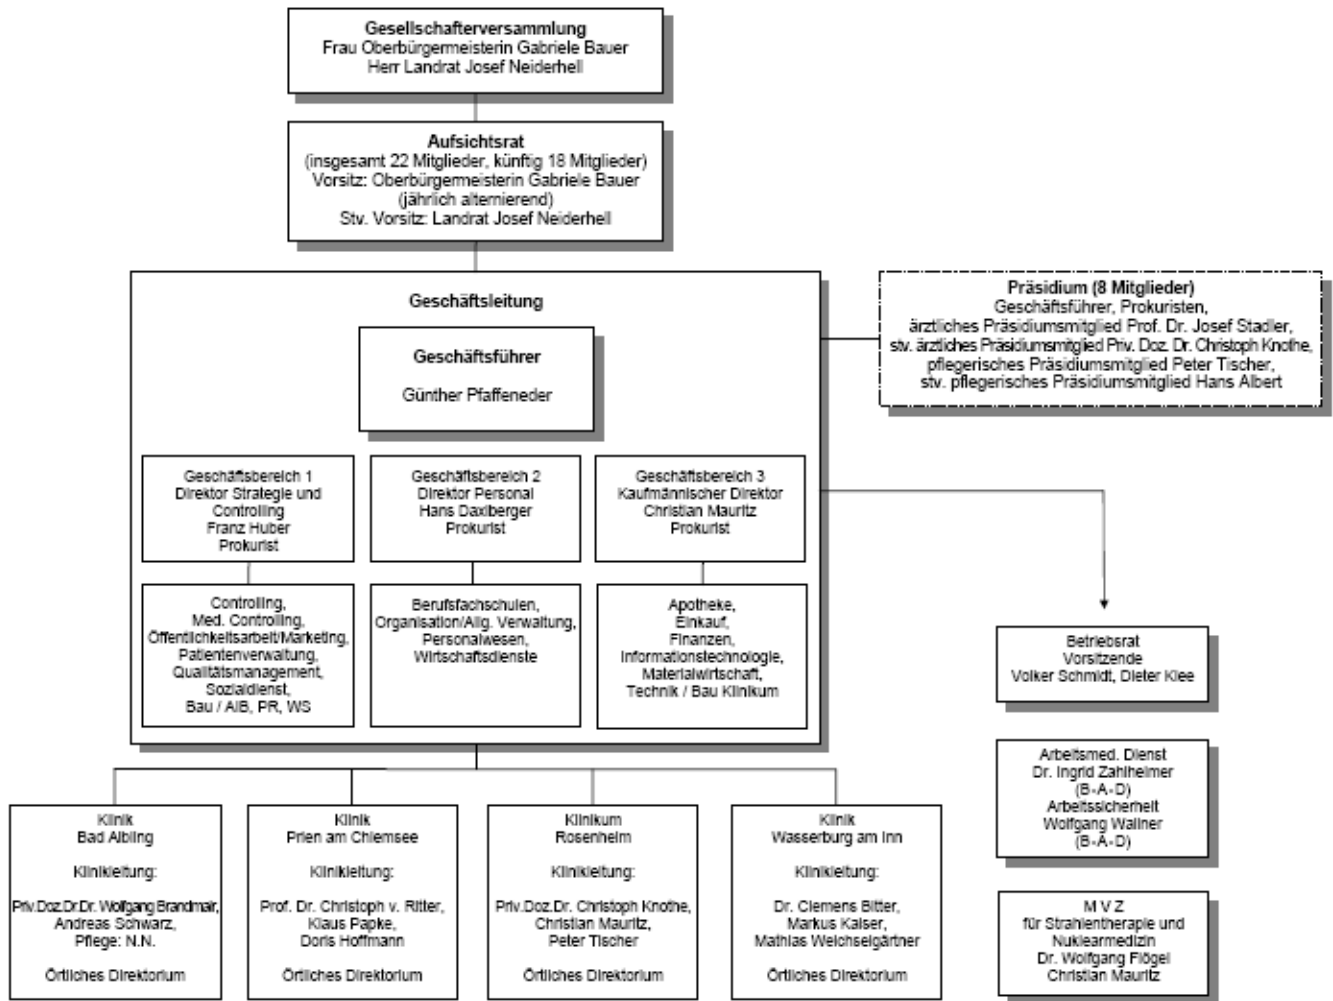 Gesellschafterversammlung
Frau Oberbürgermeisterin Gabriele Bauer
Herr Landrat Josef Neiderhell
Aufsichtsrat
(insgesamt 22 Mitglieder, künftig 18 Mitglieder)
Vorsitz: Oberbürgermeisterin Gabriele Bauer
(jährlich alternierend)
Stv. Vorsitz: Landrat Josef Neiderhell
Geschäftsleitung
Geschäftsführer
Günther Pfaffeneder
Präsidium (8 Mitglieder)
Geschäftsführer, Prokuristen,
ärztliches Präsidiumsmitglied Prof. Dr. Josef Stadler,
stv. ärztliches Präsidiumsmitglied Priv. Doz. Dr. Christoph Knothe,
pflegerisches Präsidiumsmitglied Peter Tischer,
stv. pflegerisches Präsidiumsmitglied Hans Albert
Geschäftsbereich 1
Direktor Strategie und
Controlling
Franz Huber
Prokurist
Geschäftsbereich 2
Direktor Personal
Hans Daxlberger
Prokurist
Geschäftsbereich 3
Kaufmännischer Direktor
Christian Mauritz
Prokurist
Controlling,
Med. Controlling,
Öffentlichkeitsarbeit/Marketing,
Patientenverwaltung,
Qualitätsmanagement,
Sozialdienst,
Bau / AIB, PR, WS
Berufsfachschulen,
Organisation/Allg. Verwaltung,
Personalwesen,
Wirtschaftsdienste
Apotheke,
Einkauf,
Finanzen,
Informationstechnologie,
Materialwirtschaft,
Technik / Bau Klinikum
Betriebsrat
Vorsitzende
Volker Schmidt, Dieter Klee
Arbeitsmed. Dienst
Dr. Ingrid Zahlheimer
(B-A-D)
Arbeitssicherheit
Wolfgang Wallner
(B-A-D)
M V Z
für Strahlentherapie und
Nuklearmedizin
Dr. Wolfgang Flögel
Christian Mauritz
Klinik
Bad Aibling
Klinikleitung:
Priv.Doz.Dr.Dr. Wolfgang Brandmair,
Andreas Schwarz,
Pflege: N.N.
Örtliches Direktorium
Klinik
Prien am Chiemsee
Klinikleitung:
Prof. Dr. Christoph v. Ritter,
Klaus Papke,
Doris Hoffmann
Örtliches Direktorium
Klinikum
Rosenheim
Klinikleitung:
Priv.Doz.Dr. Christoph Knothe,
Christian Mauritz,
Peter Tischer
Örtliches Direktorium
Klinik
Wasserburg am Inn
Klinikleitung:
Dr. Clemens Bitter,
Markus Kaiser,
Mathias Weichselgärtner
Örtliches Direktorium